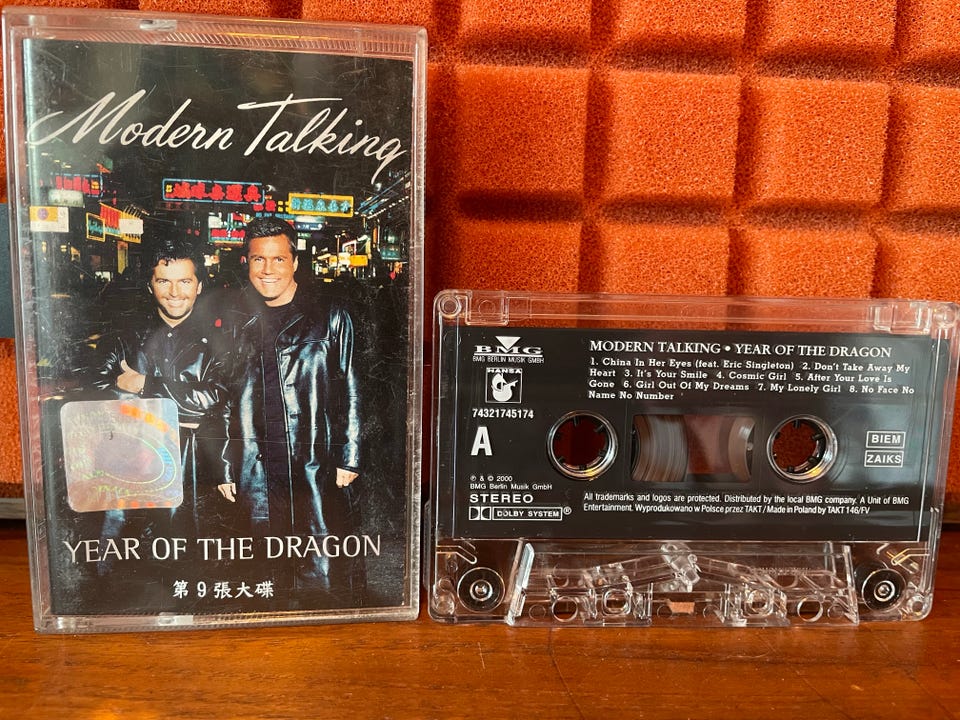 Modern Talking
YEAR OF THE DRAGON
第9張大碟
BMG
BMG BERLIN MUSIK GMBH
HANSA
74321745174
A
℗ & © 2000
BMG Berlin Musik GmbH
STEREO
DOLBY SYSTEM®
MODERN TALKING • YEAR OF THE DRAGON
1. China In Her Eyes (feat. Eric Singleton) 2. Don't Take Away My
Heart 3. It's Your Smile 4. Cosmic Girl 5. After Your Love Is
Gone 6. Girl Out Of My Dreams 7. My Lonely Girl 8. No Face No
Name No Number
BIEM
ZAIKS
All trademarks and logos are protected. Distributed by the local BMG company. A Unit of BMG
Entertainment. Wyprodukowano w Polsce przez TAKT/Made in Poland by TAKT 146/FV